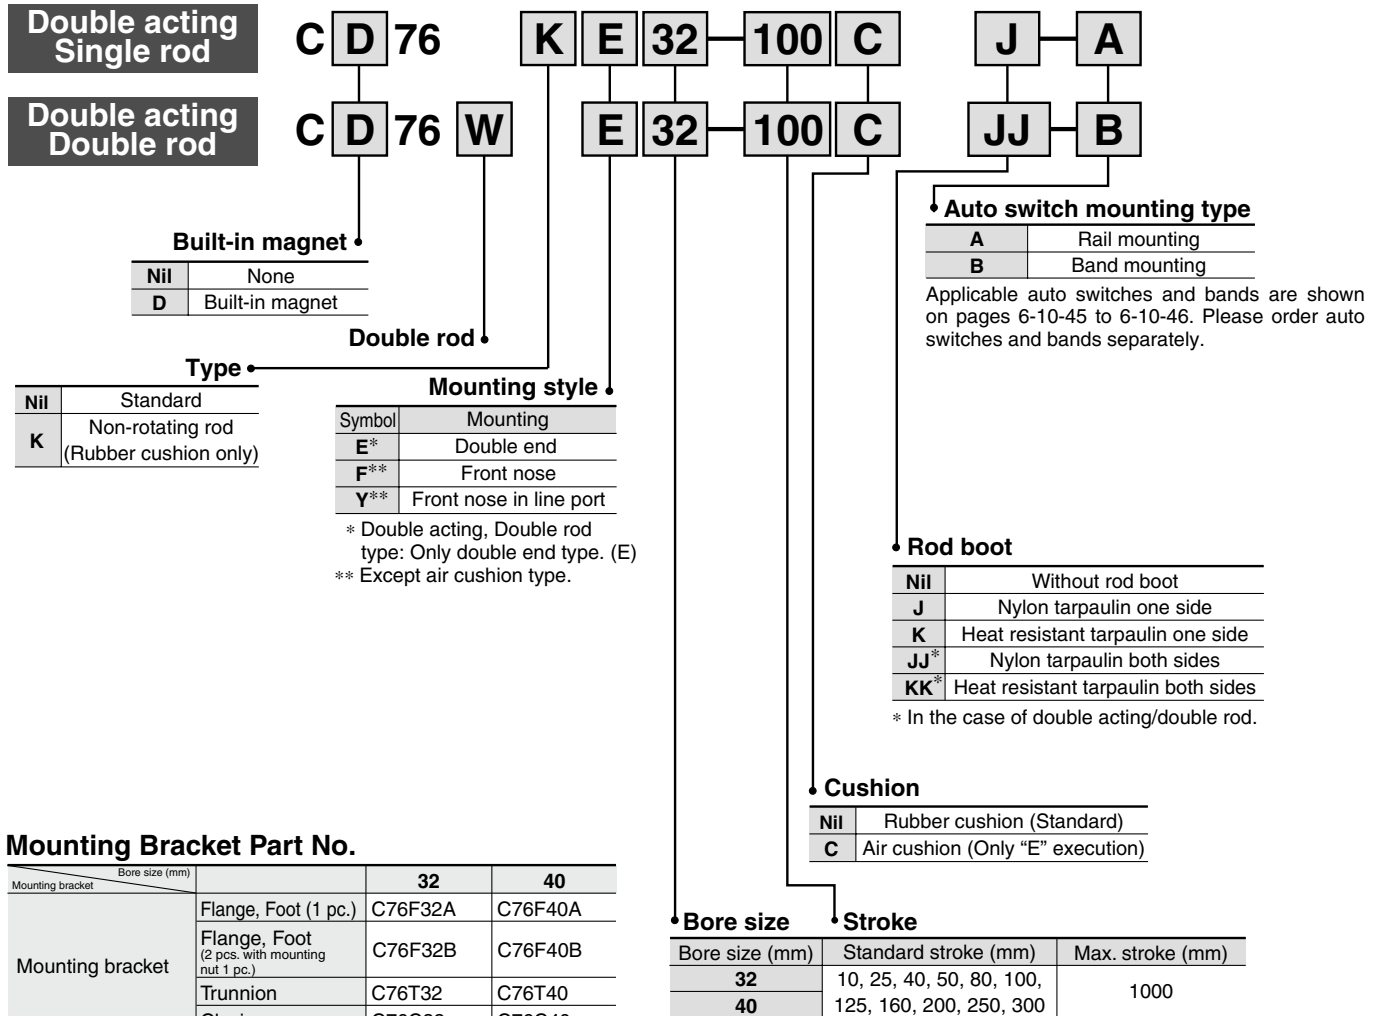 Double acting
Single rod
C D 76 K E 32 — 100 C J — A
Double acting
Double rod
C D 76 W E 32 — 100 C JJ — B
Auto switch mounting type
A Rail mounting
B Band mounting
Applicable auto switches and bands are shown
on pages 6-10-45 to 6-10-46. Please order auto
switches and bands separately.
Built-in magnet
Nil None
D Built-in magnet
Double rod
Type
Nil Standard
K Non-rotating rod
(Rubber cushion only)
Mounting style
Symbol Mounting
E* Double end
F** Front nose
Y** Front nose in line port
* Double acting, Double rod
type: Only double end type. (E)
** Except air cushion type.
Rod boot
Nil Without rod boot
J Nylon tarpaulin one side
K Heat resistant tarpaulin one side
JJ* Nylon tarpaulin both sides
KK* Heat resistant tarpaulin both sides
* In the case of double acting/double rod.
Cushion
Nil Rubber cushion (Standard)
C Air cushion (Only “E” execution)
Mounting Bracket Part No.
Bore size (mm)
Mounting bracket
32 40
Mounting bracket
Flange, Foot (1 pc.) C76F32A C76F40A
Flange, Foot
(2 pcs. with mounting
nut 1 pc.)
C76F32B C76F40B
Trunnion C76T32 C76T40
Bore size
Stroke
Bore size (mm) Standard stroke (mm) Max. stroke (mm)
32 10, 25, 40, 50, 80, 100,
40 125, 160, 200, 250, 300
1000